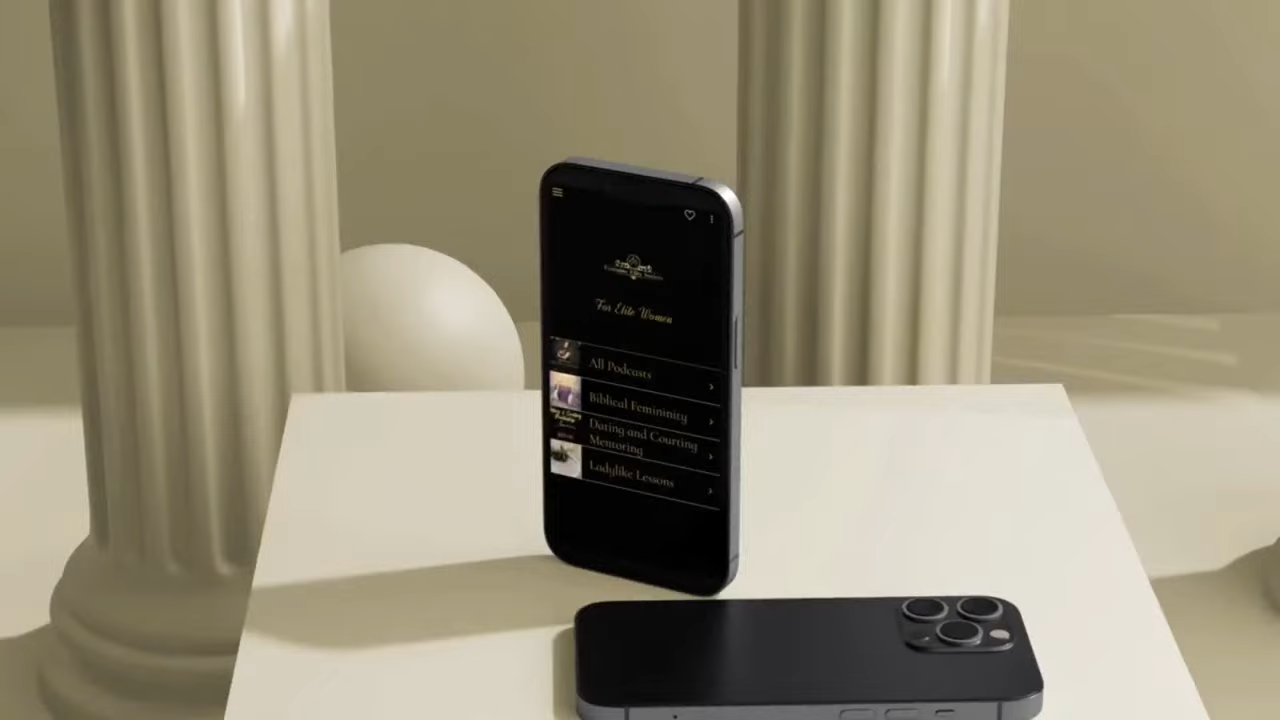 For Elite Women
All Podcasts
Biblical Femininity
Dating and Courting
Mentoring
Ladylike Lessons